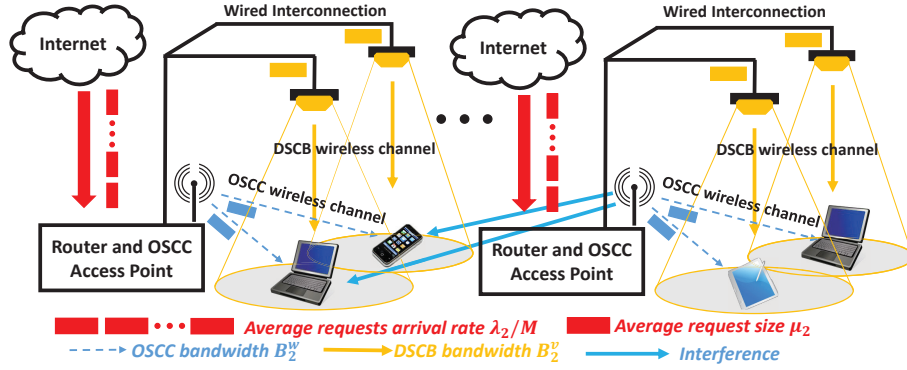 Wired Interconnection
Wired Interconnection
Internet
Internet
DSCB wireless channel
DSCB wireless channel
OSCC wireless channel
OSCC wireless channel
Router and OSCC
Access Point
Router and OSCC
Access Point
Average requests arrival rate λ₂/M
Average request size μ₂
OSCC bandwidth B₂ʷ
DSCB bandwidth B₂ᵛ
Interference